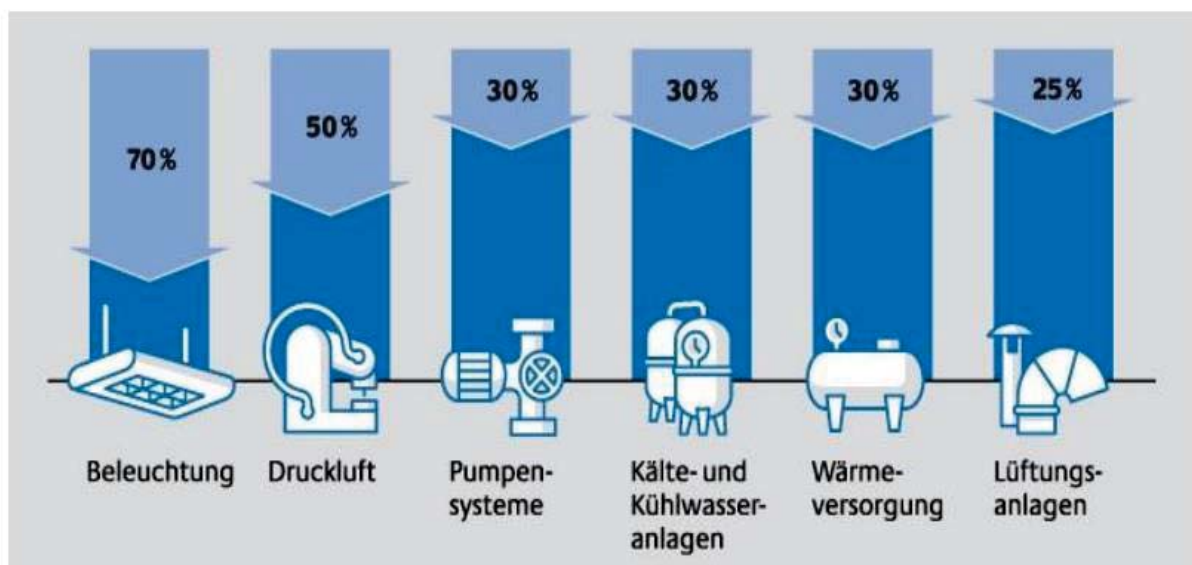 70%
50%
30%
30%
30%
25%
Beleuchtung
Druckluft
Pumpen-
systeme
Kälte- und
Kühlwasser-
anlagen
Wärme-
versorgung
Lüftungs-
anlagen